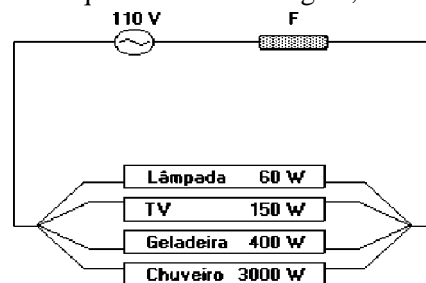 110 V F
Lâmpada 60 W
TV 150 W
Geladeira 400 W
Chuveiro 3000 W